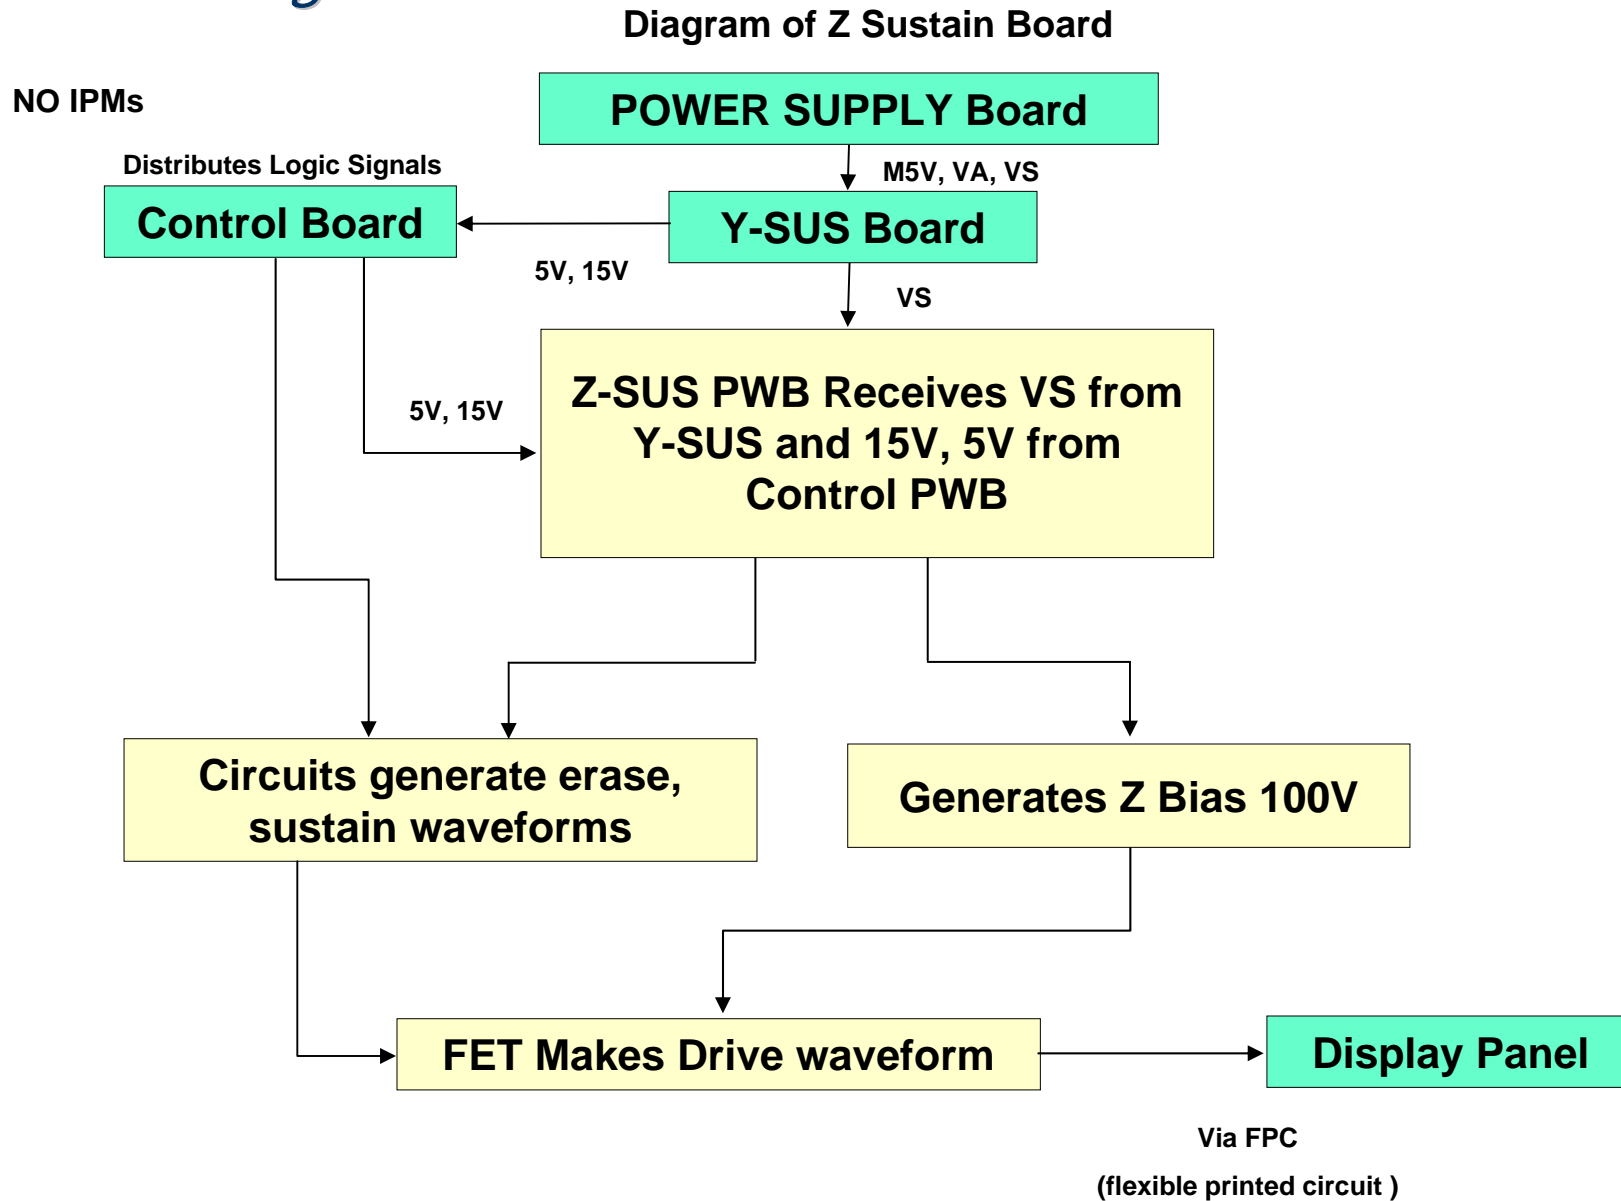 Diagram of Z Sustain Board
NO IPMs
POWER SUPPLY Board
Distributes Logic Signals
M5V, VA, VS
Control Board
Y-SUS Board
5V, 15V
VS
Z-SUS PWB Receives VS from
Y-SUS and 15V, 5V from
Control PWB
5V, 15V
Circuits generate erase,
sustain waveforms
Generates Z Bias 100V
FET Makes Drive waveform
Display Panel
Via FPC
(flexible printed circuit )